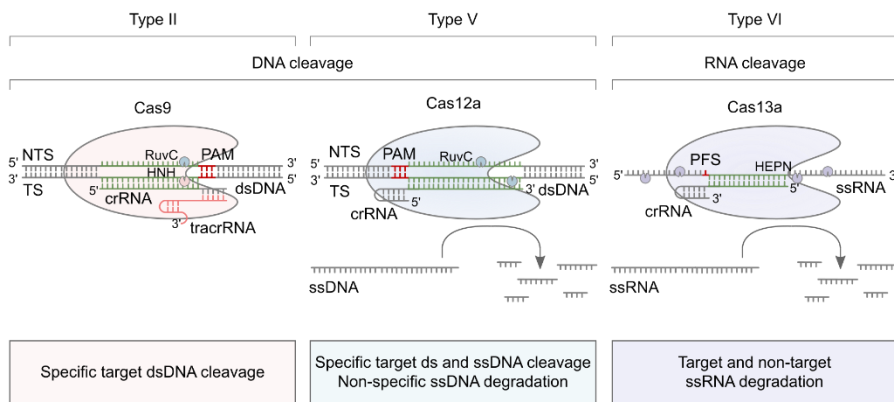 Type II
Type V
Type VI
DNA cleavage
RNA cleavage
Cas9
Cas12a
Cas13a
NTS
RuvC
PAM
5'
3'
3'
5'
TS
HNH
5'
crRNA
dsDNA
3'
tracrRNA
NTS
PAM
RuvC
5'
3'
3'
5'
TS
crRNA
5'
3'
dsDNA
PFS
HEPN
5'
3'
5'
ssRNA
crRNA
3'
ssDNA
ssRNA
Specific target dsDNA cleavage
Specific target ds and ssDNA cleavage
Non-specific ssDNA degradation
Target and non-target
ssRNA degradation